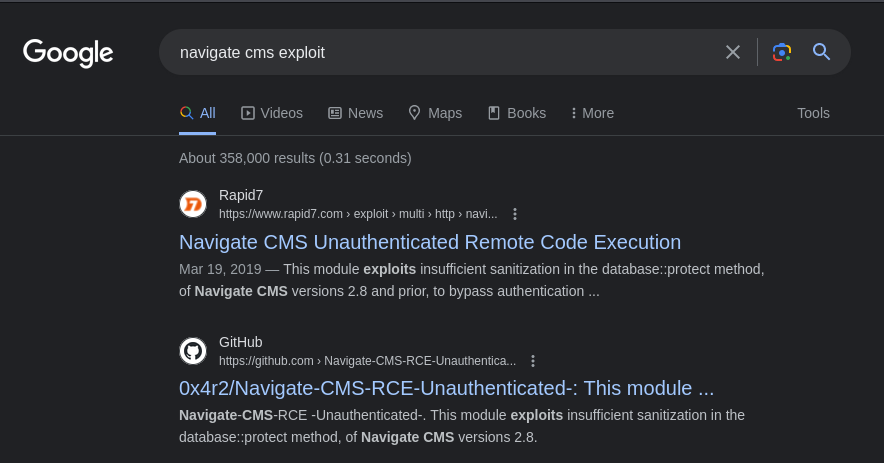 Google
navigate cms exploit
All Videos News Maps Books More Tools
About 358,000 results (0.31 seconds)
Rapid7
https://www.rapid7.com › exploit › multi › http › navi...
Navigate CMS Unauthenticated Remote Code Execution
Mar 19, 2019 — This module exploits insufficient sanitization in the database::protect method,
of Navigate CMS versions 2.8 and prior, to bypass authentication ...
GitHub
https://github.com › Navigate-CMS-RCE-Unauthentica...
0x4r2/Navigate-CMS-RCE-Unauthenticated-: This module ...
Navigate-CMS-RCE -Unauthenticated-. This module exploits insufficient sanitization in the
database::protect method, of Navigate CMS versions 2.8.